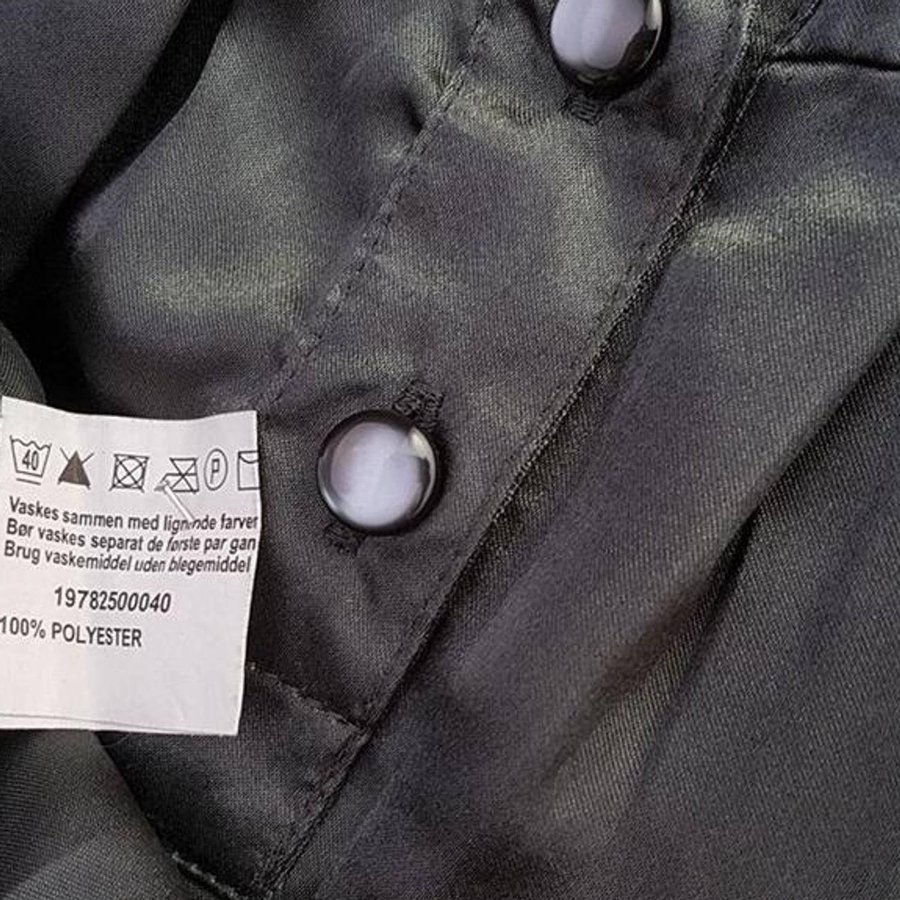 40 P
Vaskes sammen med lignende farver
Bør vaskes separat de første par gan
Brug vaskemiddel uden blegemiddel
19782500040
100% POLYESTER